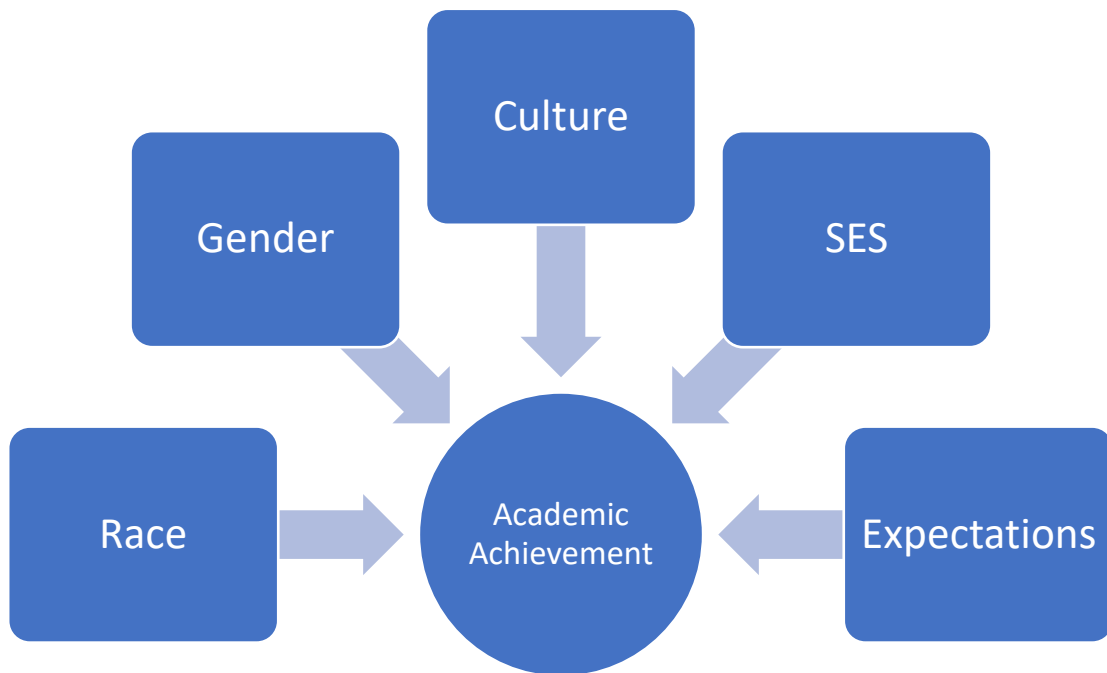 Culture
Gender
SES
Race
Academic
Achievement
Expectations